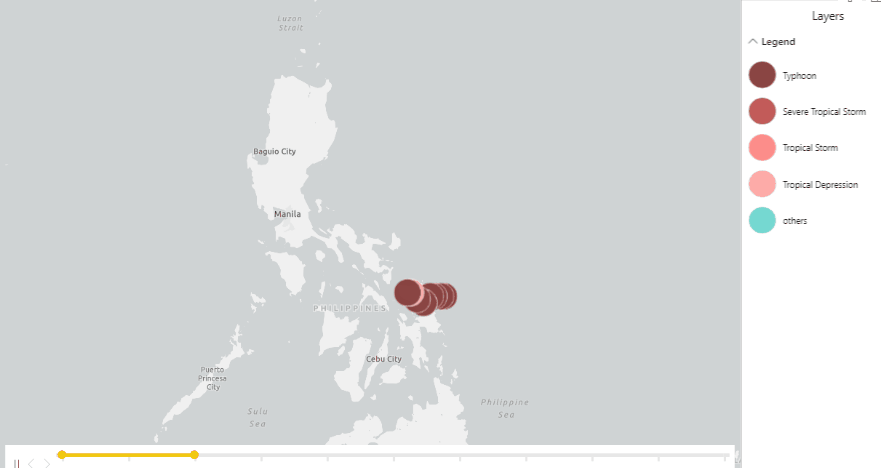 Luzon
Strait
Baguio City
Manila
PHILIPPINES
Cebu City
Puerto
Princesa
City
Sulu
Sea
Philippine
Sea
Layers
Legend
Typhoon
Severe Tropical Storm
Tropical Storm
Tropical Depression
others